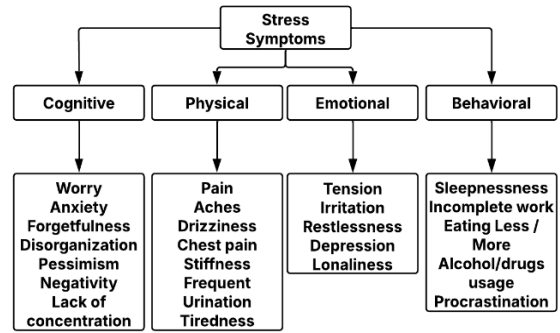 Stress
Symptoms
Cognitive
Physical
Emotional
Behavioral
Worry
Anxiety
Forgetfulness
Disorganization
Pessimism
Negativity
Lack of
concentration
Pain
Aches
Drizziness
Chest pain
Stiffness
Frequent
Urination
Tiredness
Tension
Irritation
Restlessness
Depression
Lonaliness
Sleepnessness
Incomplete work
Eating Less /
More
Alcohol/drugs
usage
Procrastination